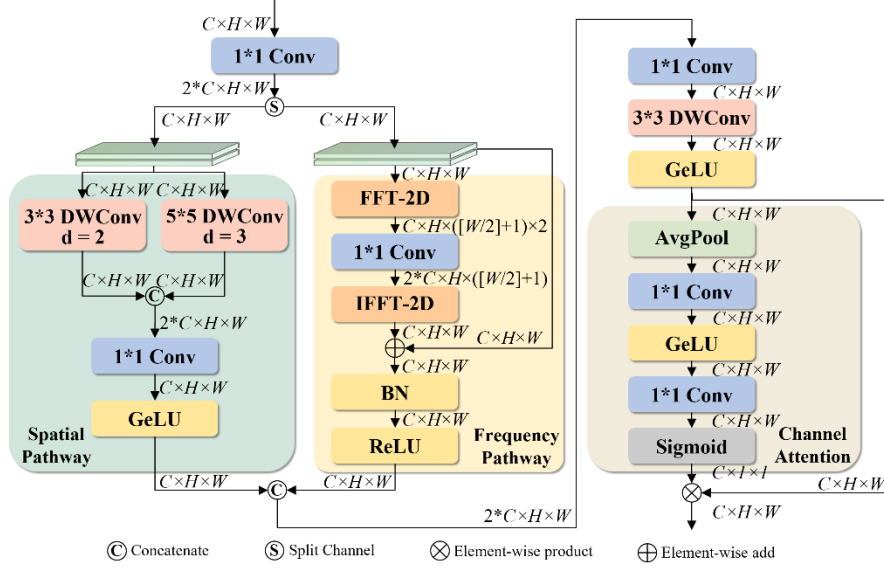 C×H×W
1*1 Conv
2*C×H×W
S
C×H×W
C×H×W
C×H×W
C×H×W
3*3 DWConv
d = 2
5*5 DWConv
d = 3
C×H×W
C×H×W
C
2*C×H×W
1*1 Conv
C×H×W
GeLU
Spatial
Pathway
C×H×W
C×H×W
FFT-2D
C×H×([W/2]+1)×2
1*1 Conv
2*C×H×([W/2]+1)
IFFT-2D
C×H×W
C×H×W
C×H×W
BN
C×H×W
ReLU
Frequency
Pathway
C×H×W
C
2*C×H×W
1*1 Conv
C×H×W
3*3 DWConv
C×H×W
GeLU
C×H×W
AvgPool
C×H×W
1*1 Conv
C×H×W
GeLU
C×H×W
1*1 Conv
C×H×W
Sigmoid
Channel
Attention
C×1×1
C×H×W
C×H×W
C Concatenate
S Split Channel
Element-wise product
Element-wise add